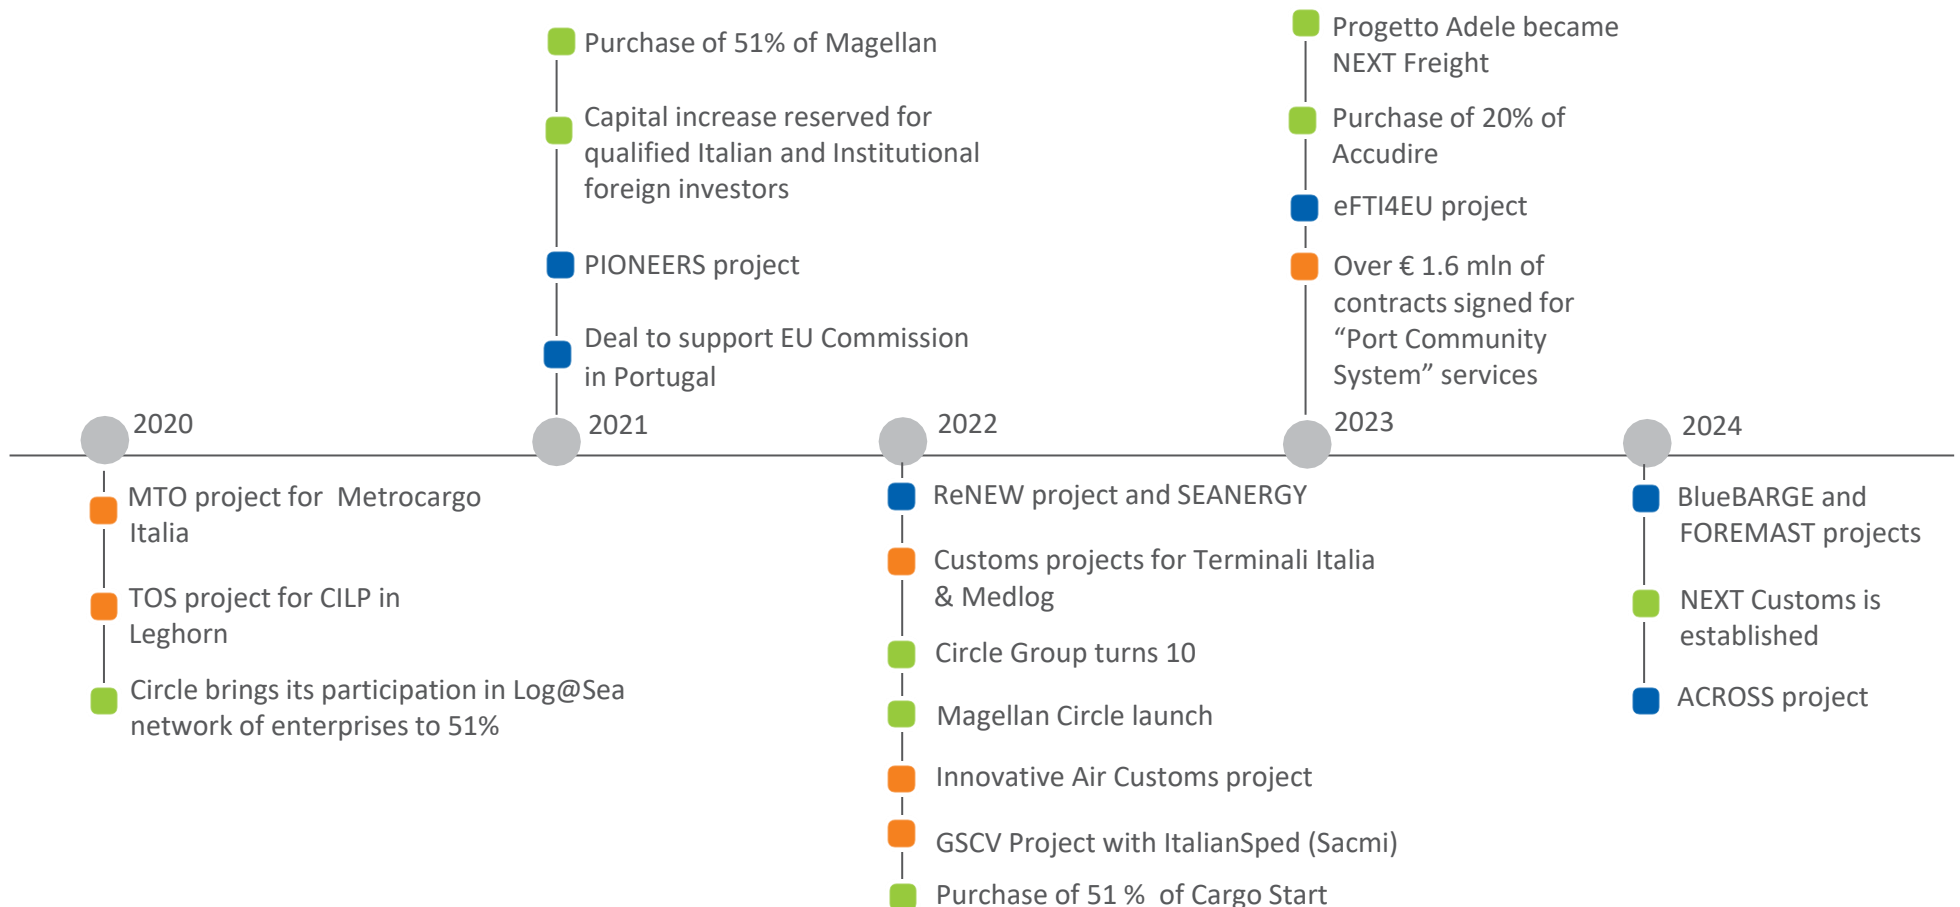 2020
MTO project for Metrocargo
Italia
TOS project for CILP in
Leghorn
Circle brings its participation in Log@Sea
network of enterprises to 51%
Purchase of 51% of Magellan
Capital increase reserved for
qualified Italian and Institutional
foreign investors
PIONEERS project
Deal to support EU Commission
in Portugal
2021
2022
ReNEW project and SEANERGY
Customs projects for Terminali Italia
& Medlog
Circle Group turns 10
Magellan Circle launch
Innovative Air Customs project
GSCV Project with ItalianSped (Sacmi)
Purchase of 51 % of Cargo Start
Progetto Adele became
NEXT Freight
Purchase of 20% of
Accudire
eFTI4EU project
Over € 1.6 mln of
contracts signed for
“Port Community
System” services
2023
2024
BlueBARGE and
FOREMAST projects
NEXT Customs is
established
ACROSS project